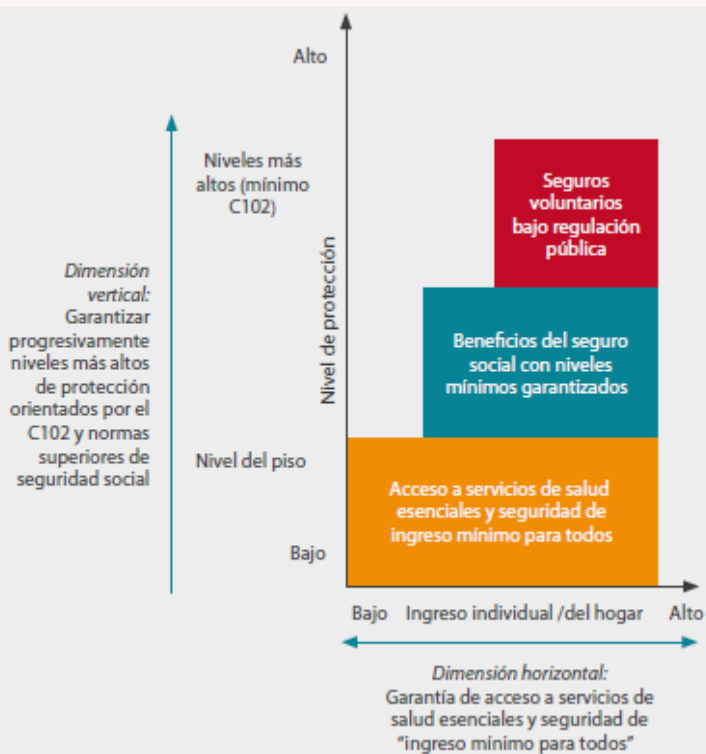 Alto
Niveles más
altos (mínimo
C102)
Dimensión
vertical:
Garantizar
progresivamente
niveles más altos
de protección
orientados por el
C102 y normas
superiores de
seguridad social
Nivel del piso
Bajo
Nivel de protección
Seguros
voluntarios
bajo regulación
pública
Beneficios del seguro
social con niveles
mínimos garantizados
Acceso a servicios de salud
esenciales y seguridad de
ingreso mínimo para todos
Bajo Ingreso individual /del hogar Alto
Dimensión horizontal:
Garantía de acceso a servicios de
salud esenciales y seguridad de
"ingreso mínimo para todos"